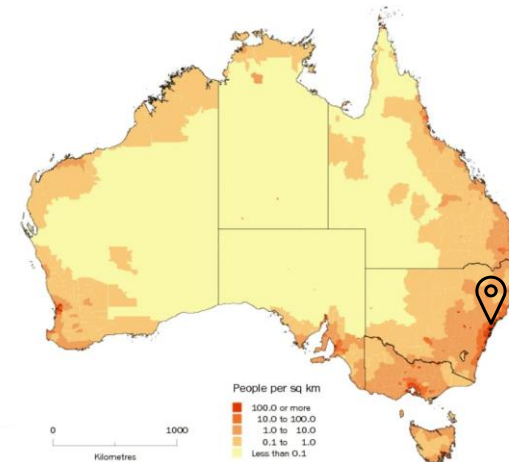 People per sq km
100.0 or more
10.0 to 100.0
1.0 to 10.0
0.1 to 1.0
Less than 0.1
0 1000
Kilometres